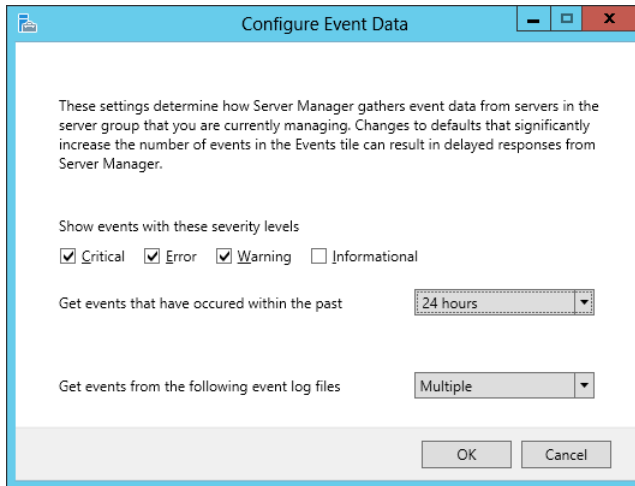 Configure Event Data
These settings determine how Server Manager gathers event data from servers in the
server group that you are currently managing. Changes to defaults that significantly
increase the number of events in the Events tile can result in delayed responses from
Server Manager.
Show events with these severity levels
Critical Error Warning Informational
Get events that have occured within the past 24 hours
Get events from the following event log files Multiple
OK Cancel